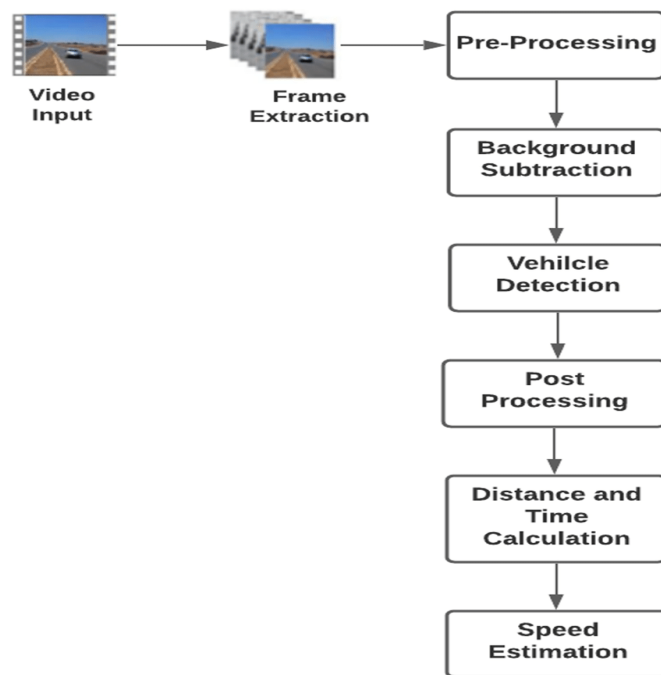 Video
Input
Frame
Extraction
Pre-Processing
Background
Subtraction
Vehilcle
Detection
Post
Processing
Distance and
Time
Calculation
Speed
Estimation